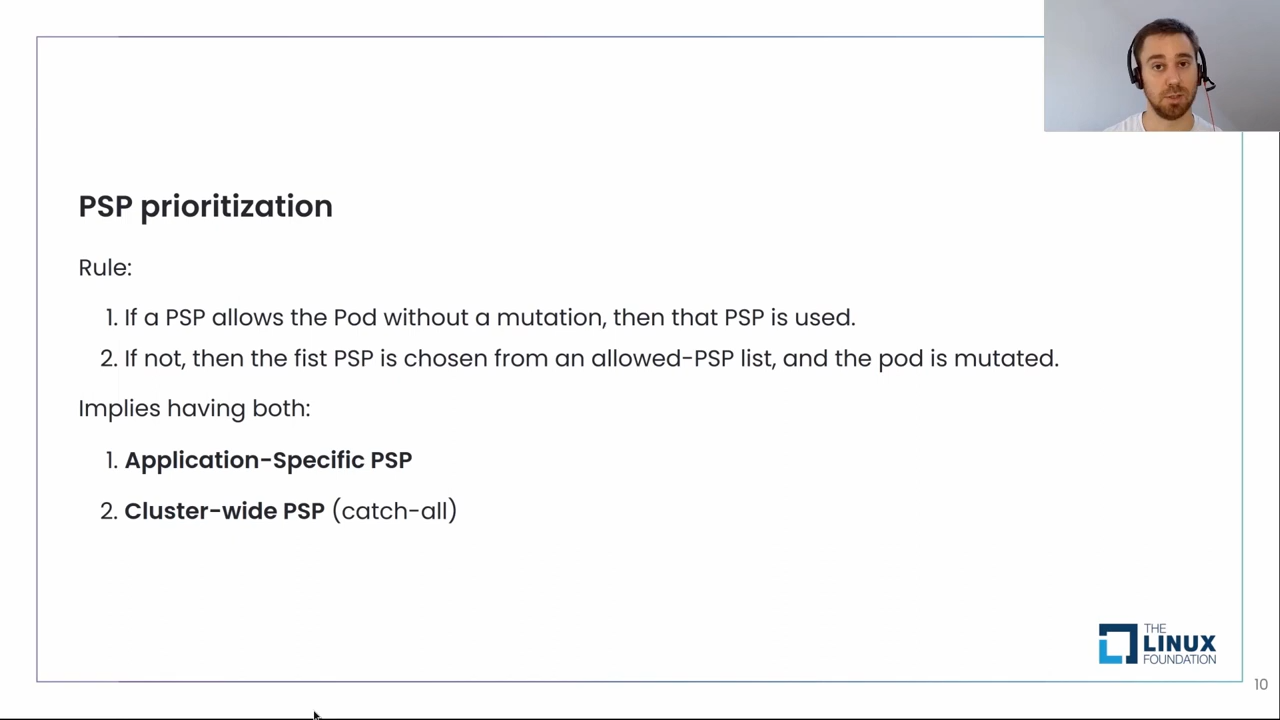 PSP prioritization
Rule:
1. If a PSP allows the Pod without a mutation, then that PSP is used.
2. If not, then the fist PSP is chosen from an allowed-PSP list, and the pod is mutated.
Implies having both:
1. Application-Specific PSP
2. Cluster-wide PSP (catch-all)
THE
LINUX
FOUNDATION
10